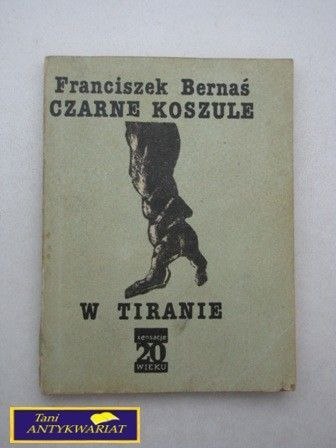 Franciszek Bernaś
CZARNE KOSZULE
W TIRANIE
sensacje
20
WIEKU
Tani
ANTYKWARIAT